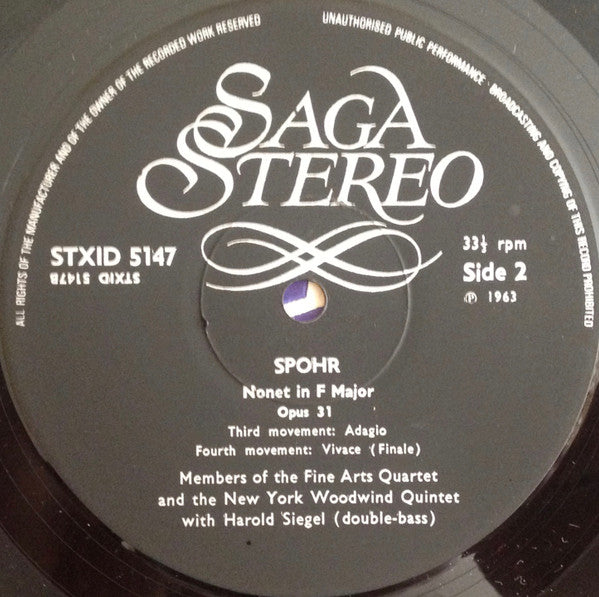 ALL RIGHTS OF THE MANUFACTURER AND OF THE OWNER OF THE RECORDED WORK RESERVED
UNAUTHORISED PUBLIC PERFORMANCE · BROADCASTING AND COPYING OF THIS RECORD PROHIBITED
SAGA
STEREO
STXID 5147
STXID 5147B
33⅓ rpm
Side 2
℗ 1963
SPOHR
Nonet in F Major
Opus 31
Third movement: Adagio
Fourth movement: Vivace (Finale)
Members of the Fine Arts Quartet
and the New York Woodwind Quintet
with Harold Siegel (double-bass)